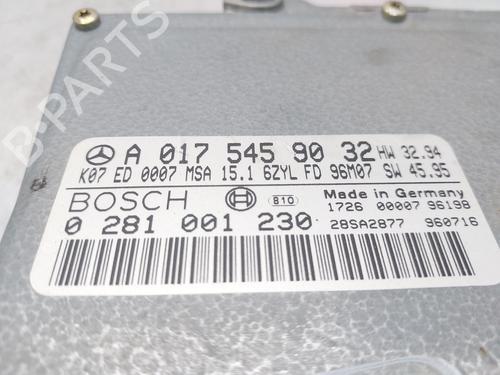 A 017 545 90 32 HW 32.94
K07 ED 0007 MSA 15.1 6ZYL FD 96M07 SW 45.95
BOSCH 810 Made in Germany
1726 00007 96198
0 281 001 230 28SA2877 960716
B-PARTS